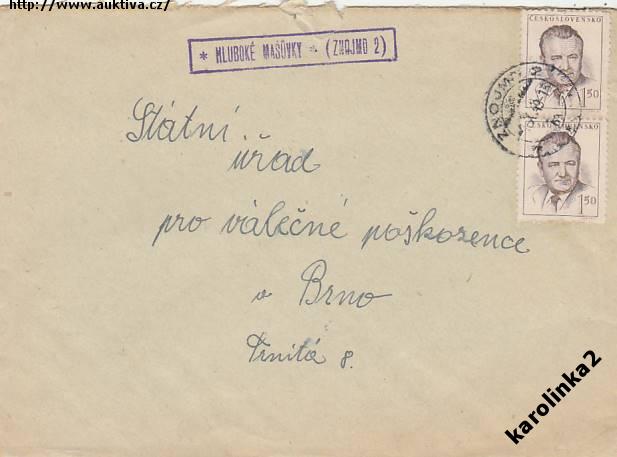 http://www.auktiva.cz/
* HLUBOKÉ MAŠŮVKY * (ZNOJMO 2)
ČESKOSLOVENSKO
1.50
ZNOJMO
ČESKOSLOVENSKO
1.50
Státní
úřad
pro válečné poškozence
v Brno
Trnitá 8.
karolinka2